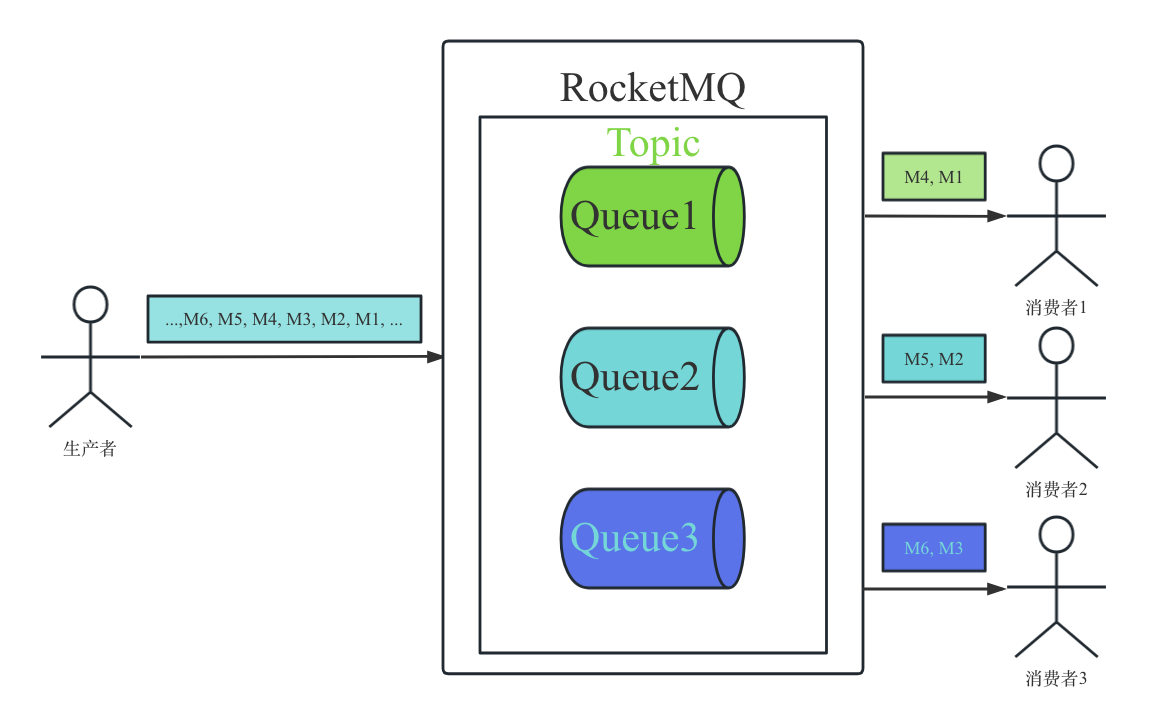 RocketMQ
Topic
Queue1
Queue2
Queue3
...,M6, M5, M4, M3, M2, M1, ...
生产者
M4, M1
消费者1
M5, M2
消费者2
M6, M3
消费者3